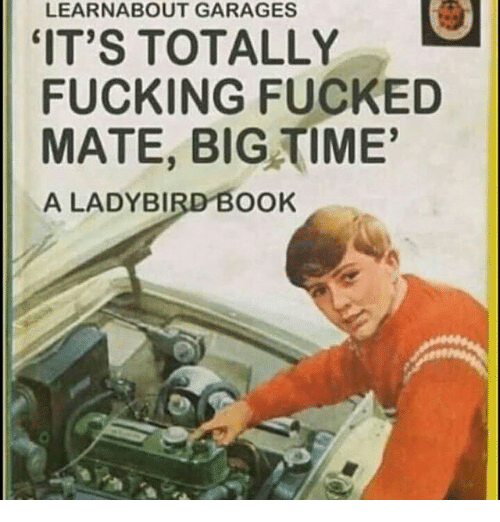 LEARNABOUT GARAGES
‘IT’S TOTALLY
FUCKING FUCKED
MATE, BIG TIME’
A LADYBIRD BOOK